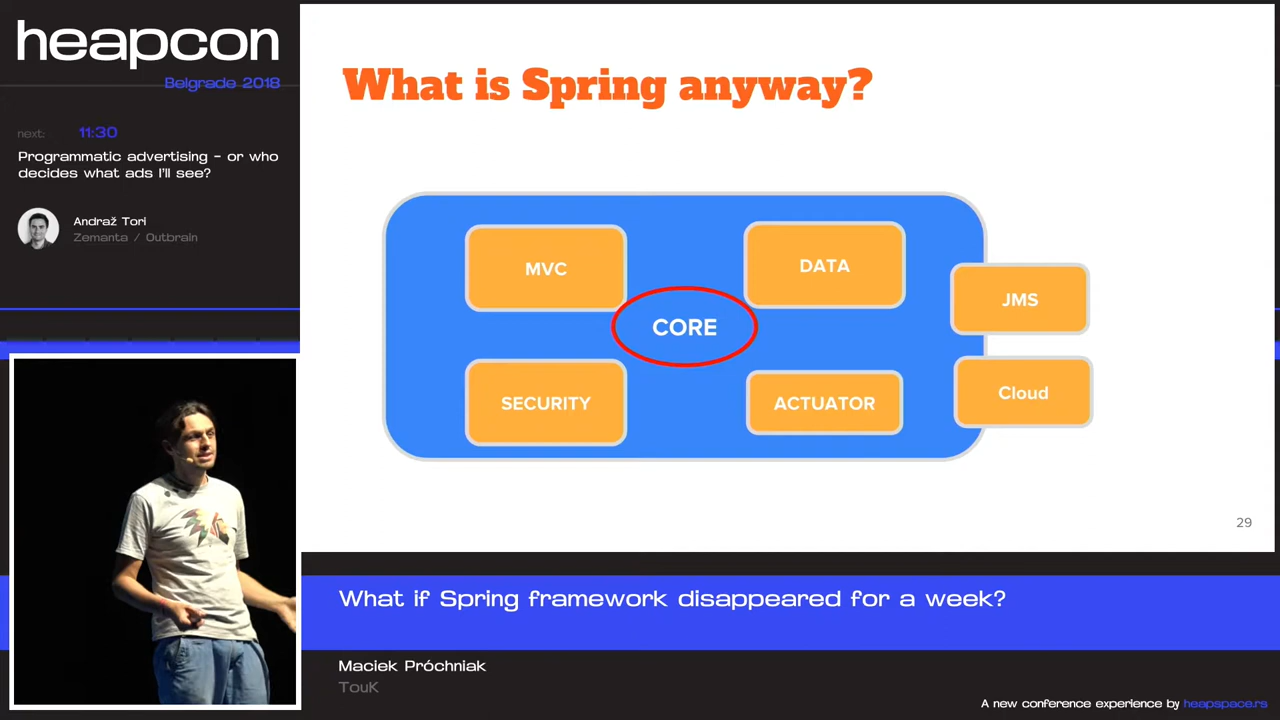 heapcon
Belgrade 2018
next: 11:30
Programmatic advertising - or who
decides what ads I'll see?
Andraž Tori
Zemanta / Outbrain
What is Spring anyway?
MVC
DATA
JMS
CORE
SECURITY
ACTUATOR
Cloud
29
What if Spring framework disappeared for a week?
Maciek Próchniak
TouK
A new conference experience by heapspace.rs